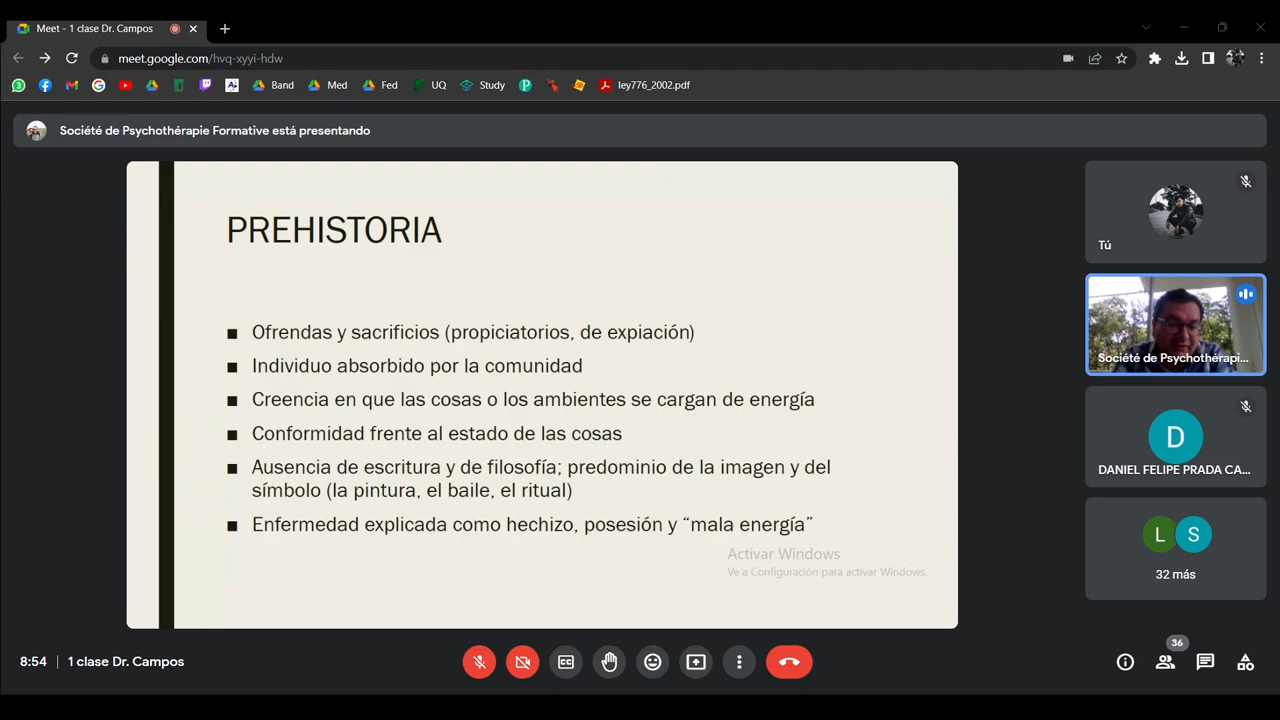 Meet - 1 clase Dr. Campos
meet.google.com/hvq-xyyi-hdw
3
Band
Med
Fed
UQ
Study
ley776_2002.pdf
Société de Psychothérapie Formative está presentando
PREHISTORIA
■ Ofrendas y sacrificios (propiciatorios, de expiación)
■ Individuo absorbido por la comunidad
■ Creencia en que las cosas o los ambientes se cargan de energía
■ Conformidad frente al estado de las cosas
■ Ausencia de escritura y de filosofía; predominio de la imagen y del
símbolo (la pintura, el baile, el ritual)
■ Enfermedad explicada como hechizo, posesión y “mala energía”
Activar Windows
Ve a Configuración para activar Windows.
Tú
Société de Psychothérapi...
D
DANIEL FELIPE PRADA CA...
L S
32 más
8:54 | 1 clase Dr. Campos
36